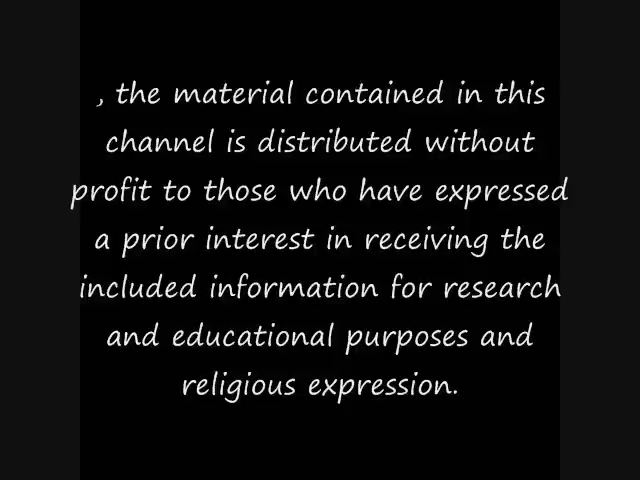 , the material contained in this
channel is distributed without
profit to those who have expressed
a prior interest in receiving the
included information for research
and educational purposes and
religious expression.